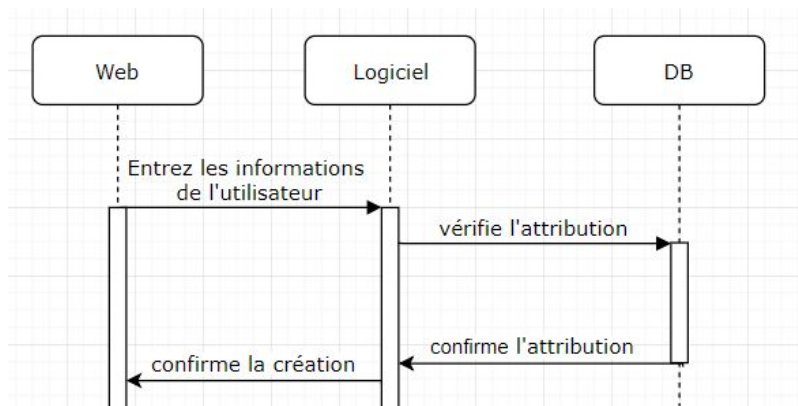 Web
Logiciel
DB
Entrez les informations
de l'utilisateur
vérifie l'attribution
confirme l'attribution
confirme la création